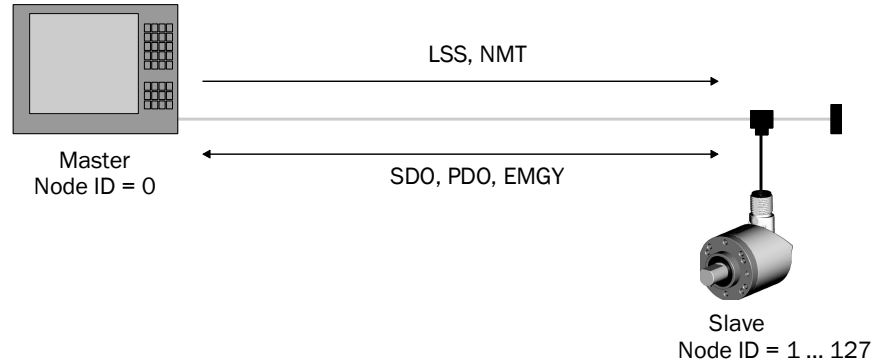 LSS, NMT
Master
Node ID = 0
SDO, PDO, EMGY
Slave
Node ID = 1 ... 127